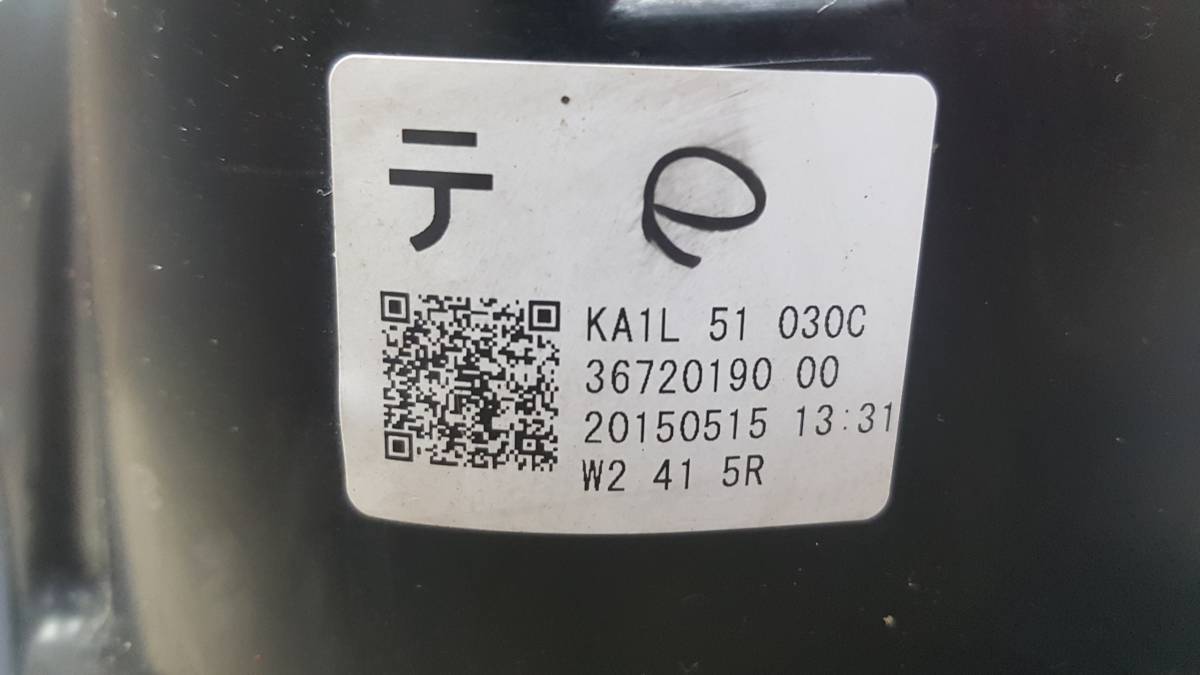 テ e
KA1L 51 030C
36720190 00
20150515 13:31
W2 41 5R